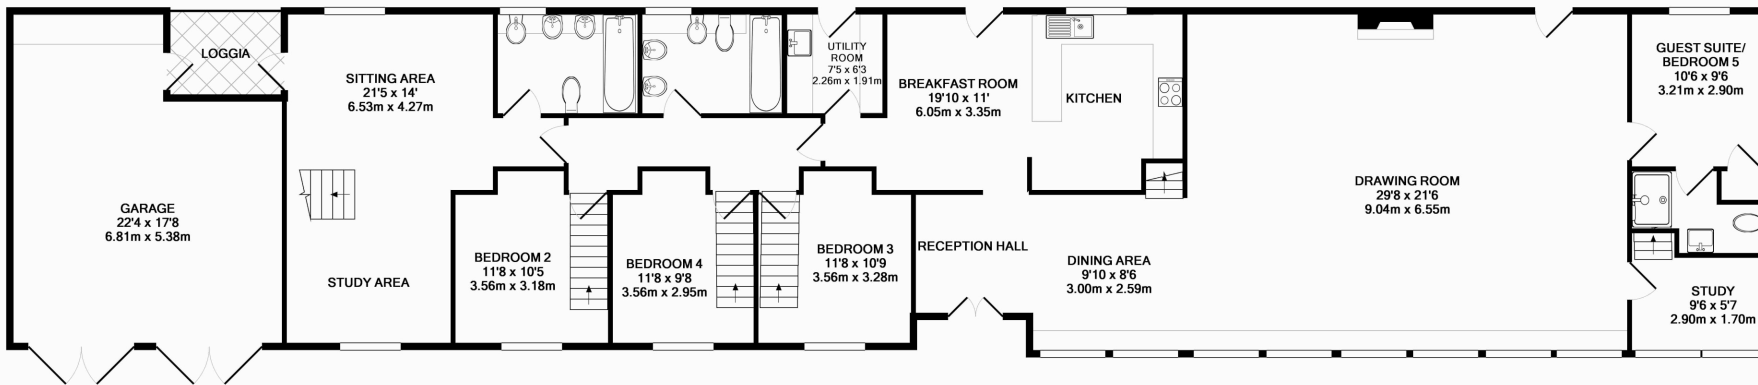 LOGGIA
SITTING AREA
21'5 x 14'
6.53m x 4.27m
GARAGE
22'4 x 17'8
6.81m x 5.38m
STUDY AREA
BEDROOM 2
11'8 x 10'5
3.56m x 3.18m
BEDROOM 4
11'8 x 9'8
3.56m x 2.95m
BEDROOM 3
11'8 x 10'9
3.56m x 3.28m
UTILITY
ROOM
7'5 x 6'3
2.26m x 1.91m
BREAKFAST ROOM
19'10 x 11'
6.05m x 3.35m
KITCHEN
RECEPTION HALL
DINING AREA
9'10 x 8'6
3.00m x 2.59m
DRAWING ROOM
29'8 x 21'6
9.04m x 6.55m
GUEST SUITE/
BEDROOM 5
10'6 x 9'6
3.21m x 2.90m
STUDY
9'6 x 5'7
2.90m x 1.70m